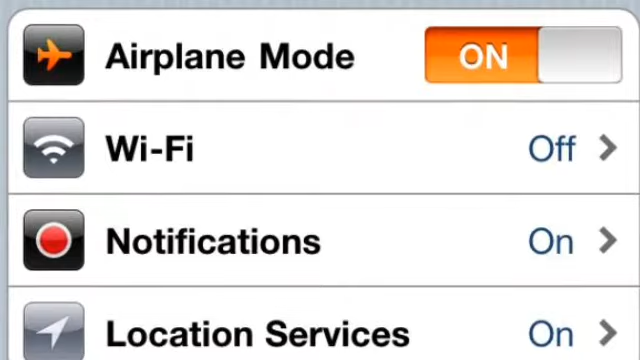 Airplane Mode ON
Wi-Fi Off
Notifications On
Location Services On